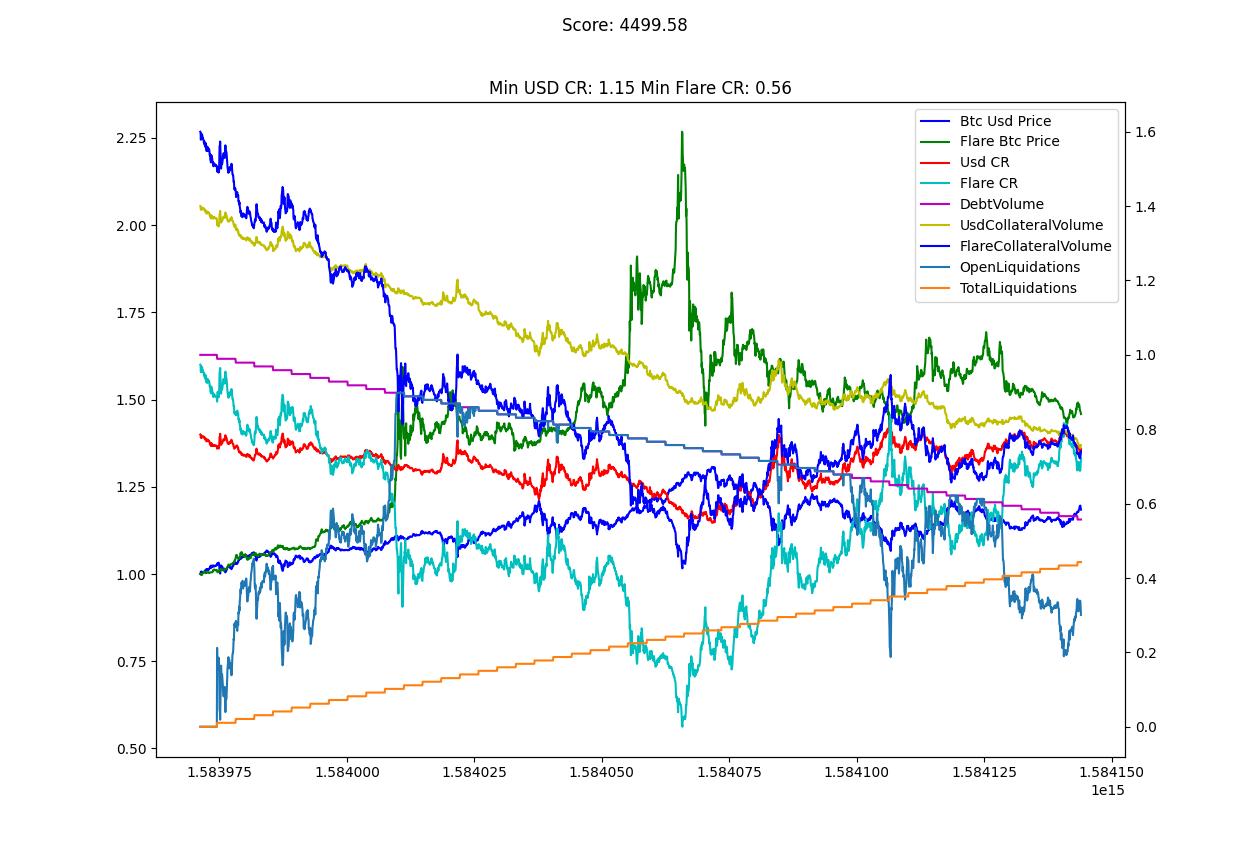 Score: 4499.58
Min USD CR: 1.15 Min Flare CR: 0.56
Btc Usd Price
Flare Btc Price
Usd CR
Flare CR
DebtVolume
UsdCollateralVolume
FlareCollateralVolume
OpenLiquidations
TotalLiquidations
2.25
2.00
1.75
1.50
1.25
1.00
0.75
0.50
1.6
1.4
1.2
1.0
0.8
0.6
0.4
0.2
0.0
1.583975 1.584000 1.584025 1.584050 1.584075 1.584100 1.584125 1.584150
1e15